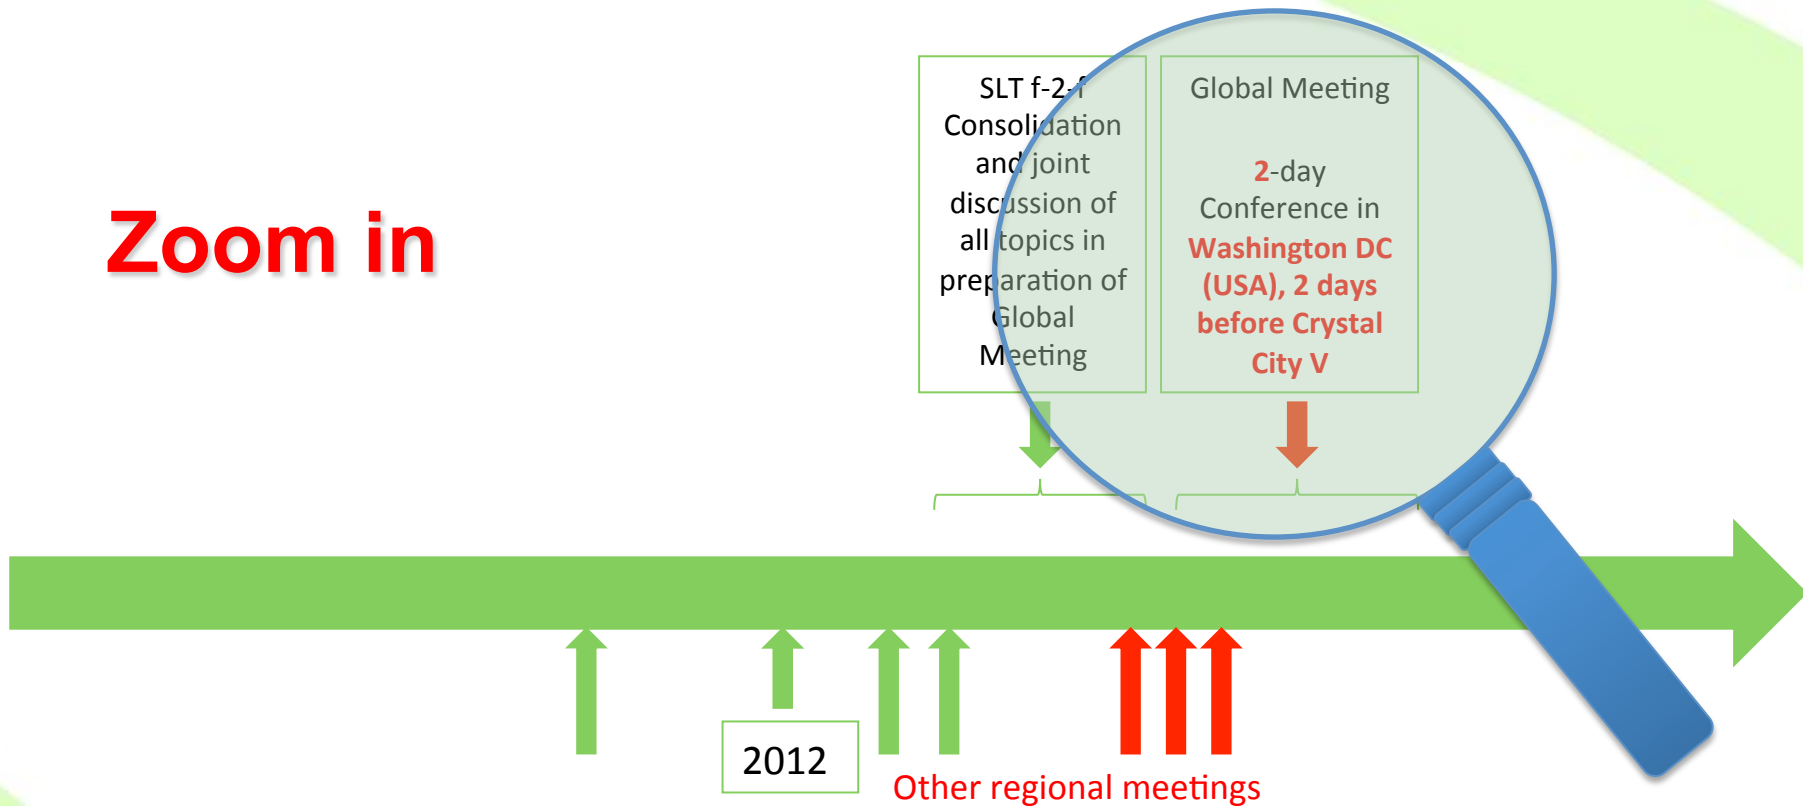 Zoom in
SLT f-2-f
Consolidation
and joint
discussion of
all topics in
preparation of
Global
Meeting
Global Meeting
2-day
Conference in
Washington DC
(USA), 2 days
before Crystal
City V
2012
Other regional meetings